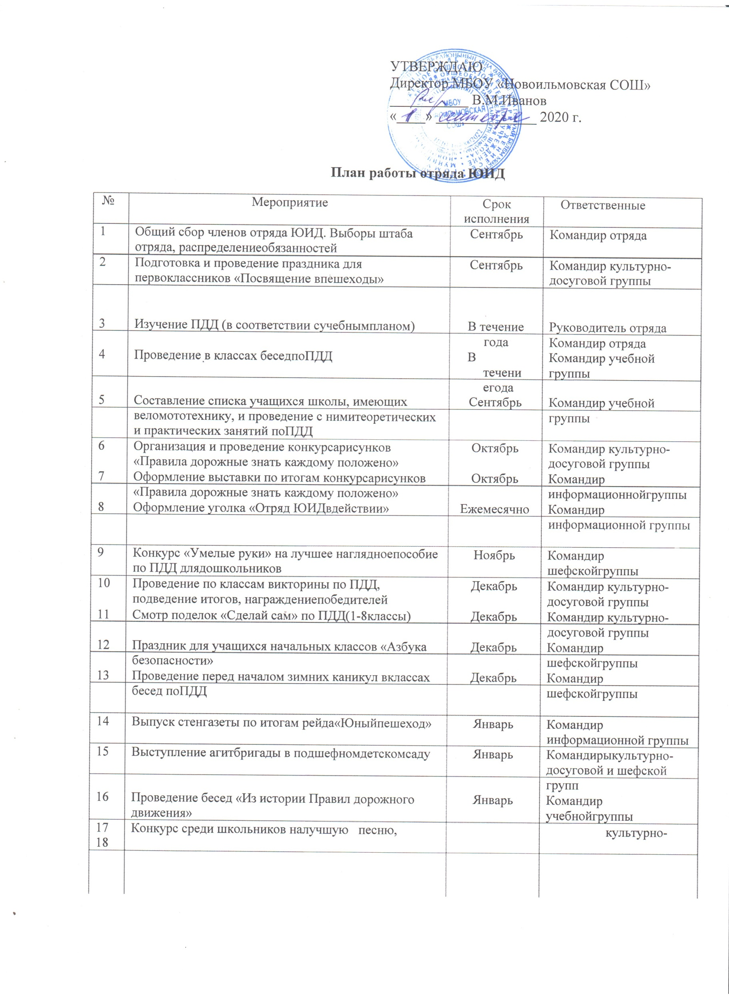 УТВЕРЖДАЮ
Директор МБОУ «Новоильмовская СОШ»
В.М.Иванов
«1» сентября 2020 г.
МБОУ
ИЛЬМОВСКАЯ
СОШ»
План работы отряда ЮИД
№ Мероприятие Срок Ответственные
исполнения
1 Общий сбор членов отряда ЮИД. Выборы штаба Сентябрь Командир отряда
отряда, распределениеобязанностей
2 Подготовка и проведение праздника для Сентябрь Командир культурно-
первоклассников «Посвящение впешеходы» досуговой группы
3 Изучение ПДД (в соответствии сучебнымпланом) В течение Руководитель отряда
года Командир отряда
4 Проведение в классах беседпоПДД В Командир учебной
течени группы
егода
5 Составление списка учащихся школы, имеющих Сентябрь Командир учебной
веломототехнику, и проведение с нимитеоретических группы
и практических занятий поПДД
6 Организация и проведение конкурсарисунков Октябрь Командир культурно-
«Правила дорожные знать каждому положено» досуговой группы
7 Оформление выставки по итогам конкурсарисунков Октябрь Командир
«Правила дорожные знать каждому положено» информационнойгруппы
8 Оформление уголка «Отряд ЮИДвдействии» Ежемесячно Командир
информационной группы
9 Конкурс «Умелые руки» на лучшее наглядноепособие Ноябрь Командир
по ПДД длядошкольников шефскойгруппы
10 Проведение по классам викторины по ПДД, Декабрь Командир культурно-
подведение итогов, награждениепобедителей досуговой группы
11 Смотр поделок «Сделай сам» по ПДД(1-8классы) Декабрь Командир культурно-
досуговой группы
12 Праздник для учащихся начальных классов «Азбука Декабрь Командир
безопасности» шефскойгруппы
13 Проведение перед началом зимних каникул вклассах Декабрь Командир
бесед поПДД шефскойгруппы
14 Выпуск стенгазеты по итогам рейда«Юныйпешеход» Январь Командир
информационной группы
15 Выступление агитбригады в подшефномдетскомсаду Январь Командирыкультурно-
досуговой и шефской
групп
16 Проведение бесед «Из истории Правил дорожного Январь Командир
движения» учебнойгруппы
17 Конкурс среди школьников налучшую песню, культурно-
18